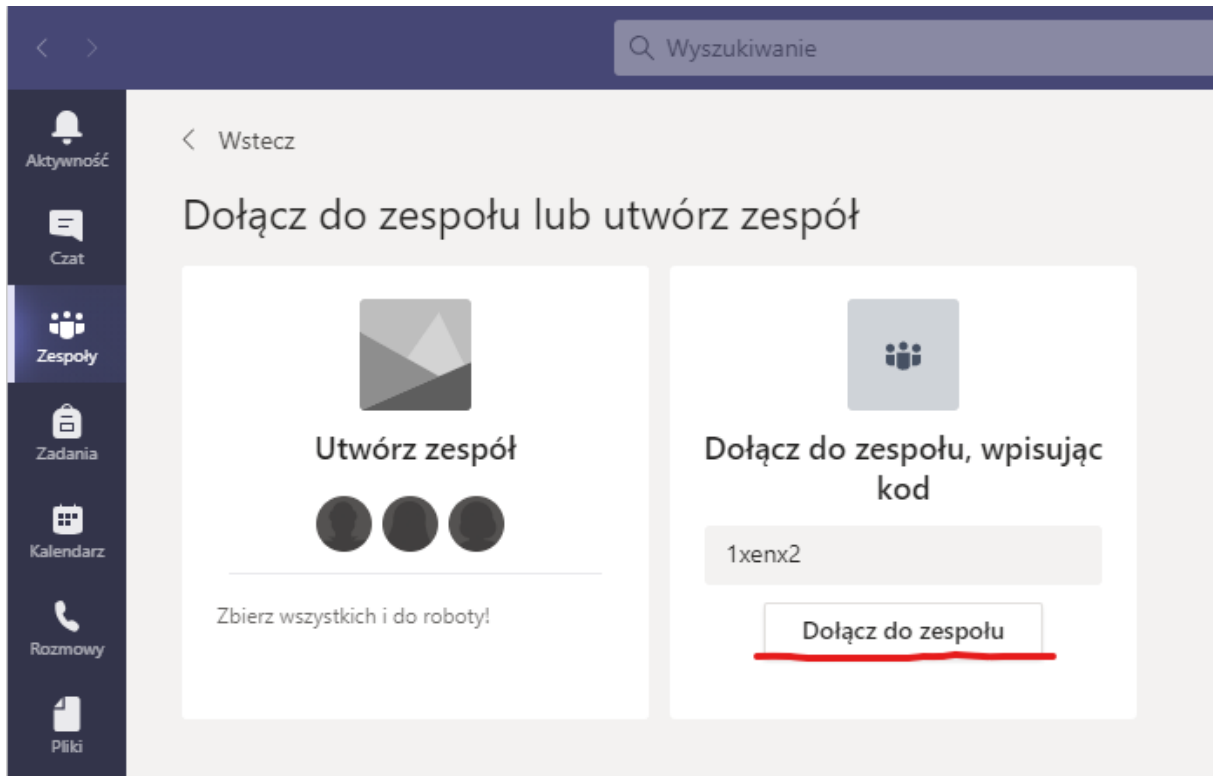 Wyszukiwanie
Aktywność
Czat
Zespoły
Zadania
Kalendarz
Rozmowy
Pliki
Wstecz
Dołącz do zespołu lub utwórz zespół
Utwórz zespół
Zbierz wszystkich i do roboty!
Dołącz do zespołu, wpisując
kod
1xenx2
Dołącz do zespołu